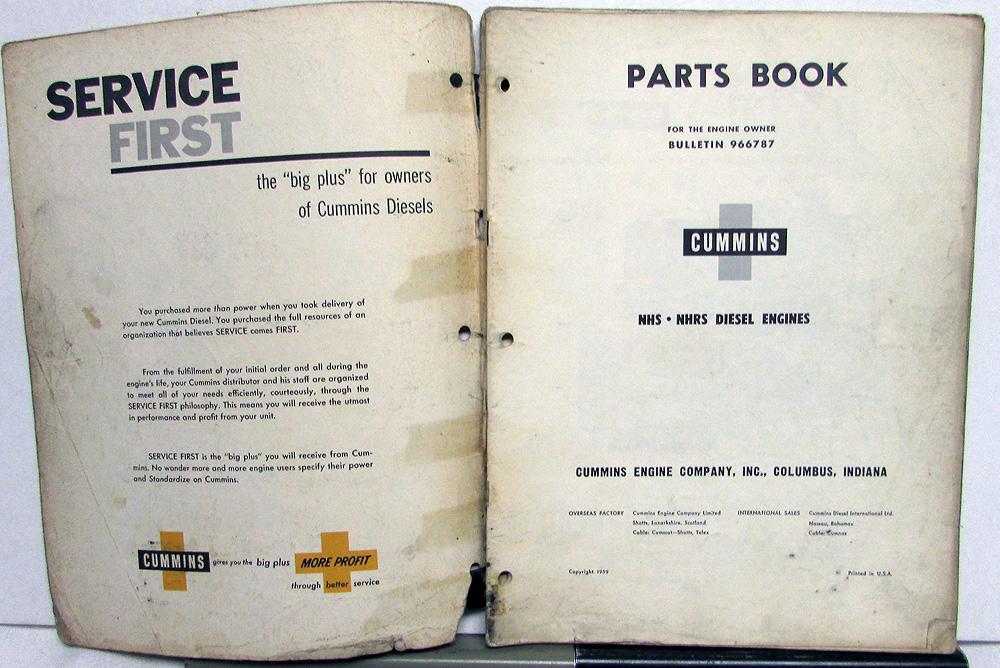 SERVICE
FIRST
the "big plus" for owners
of Cummins Diesels
You purchased more than power when you took delivery of
your new Cummins Diesel. You purchased the full resources of an
organization that believes SERVICE comes FIRST.
From the fulfillment of your initial order and all during the
engine's life, your Cummins distributor and his staff are organized
to meet all of your needs efficiently, courteously, through the
SERVICE FIRST philosophy. This means you will receive the utmost
in performance and profit from your unit.
SERVICE FIRST is the "big plus" you will receive from Cum-
mins. No wonder more and more engine users specify their power
and Standardize on Cummins.
CUMMINS gives you the big plus MORE PROFIT
through better service
PARTS BOOK
FOR THE ENGINE OWNER
BULLETIN 966787
CUMMINS
NHS • NHRS DIESEL ENGINES
CUMMINS ENGINE COMPANY, INC., COLUMBUS, INDIANA
OVERSEAS FACTORY Cummins Engine Company Limited
Shotts, Lanarkshire, Scotland
Cable: Cumscot—Shotts, Telex
INTERNATIONAL SALES Cummins Diesel International Ltd.
Nassau, Bahamas
Cable: Cumnas
Copyright 1959
Printed in U.S.A.